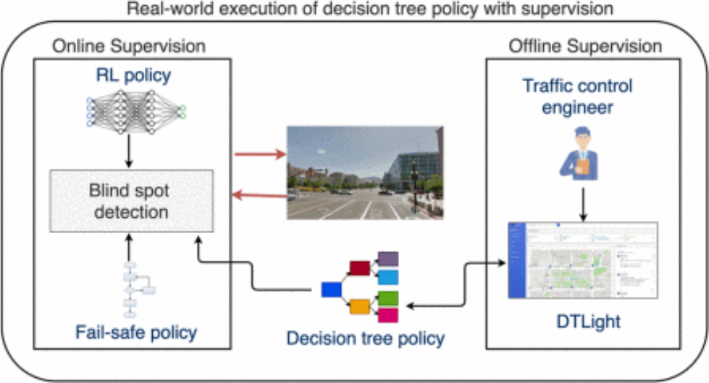 Real-world execution of decision tree policy with supervision
Online Supervision
RL policy
Blind spot
detection
Fail-safe policy
Decision tree policy
Offline Supervision
Traffic control
engineer
DTLight